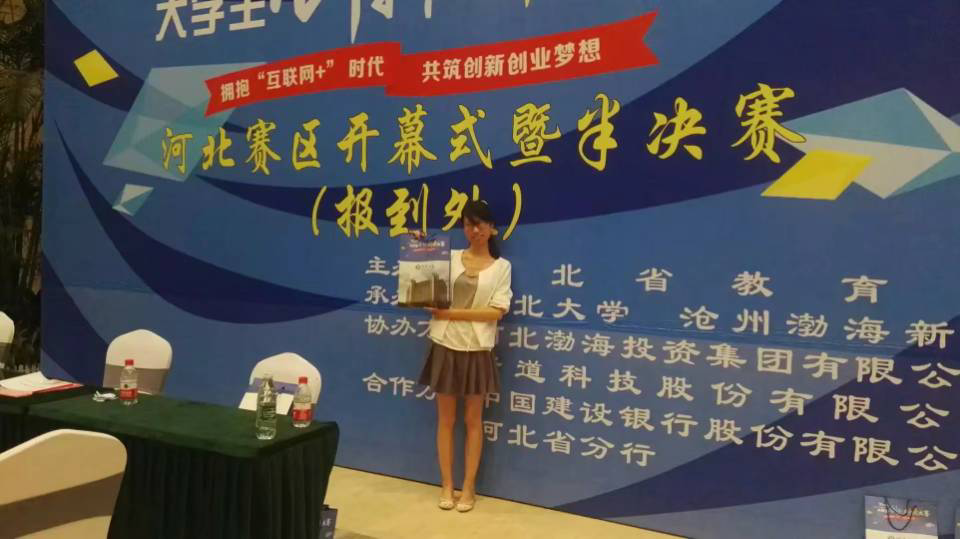 大学生
拥抱“互联网+”时代 共筑创新创业梦想
河北赛区开幕式暨半决赛
(报到处)
主 北省教育
承 北大学 沧州渤海新
协办 北渤海投资集团有限公
道科技股份有限公
合作方 中国建设银行股份有限公
河北省分行